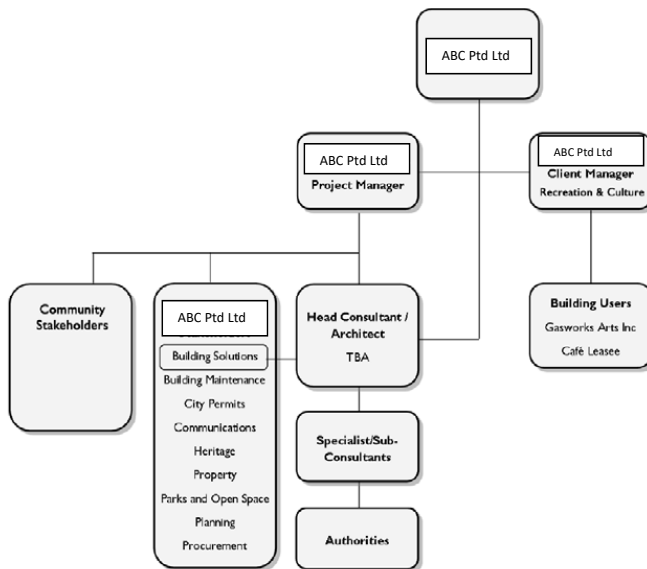 ABC Ptd Ltd
ABC Ptd Ltd
Project Manager
ABC Ptd Ltd
Client Manager
Recreation & Culture
Community
Stakeholders
ABC Ptd Ltd
Building Solutions
Building Maintenance
City Permits
Communications
Heritage
Property
Parks and Open Space
Planning
Procurement
Head Consultant /
Architect
TBA
Building Users
Gasworks Arts Inc
Cafè Leasee
Specialist/Sub-
Consultants
Authorities